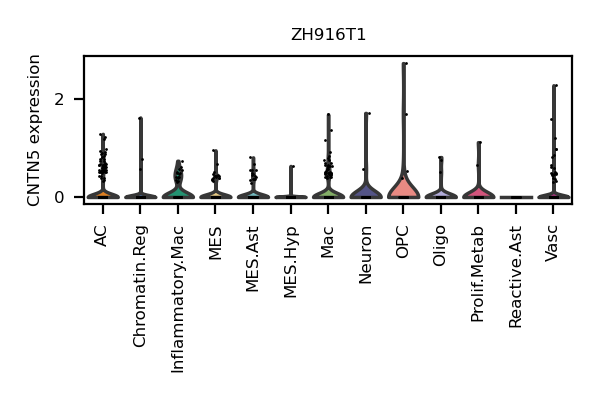 ZH916T1
CNTN5 expression
2
0
AC
Chromatin.Reg
Inflammatory.Mac
MES
MES.Ast
MES.Hyp
Mac
Neuron
OPC
Oligo
Prolif.Metab
Reactive.Ast
Vasc